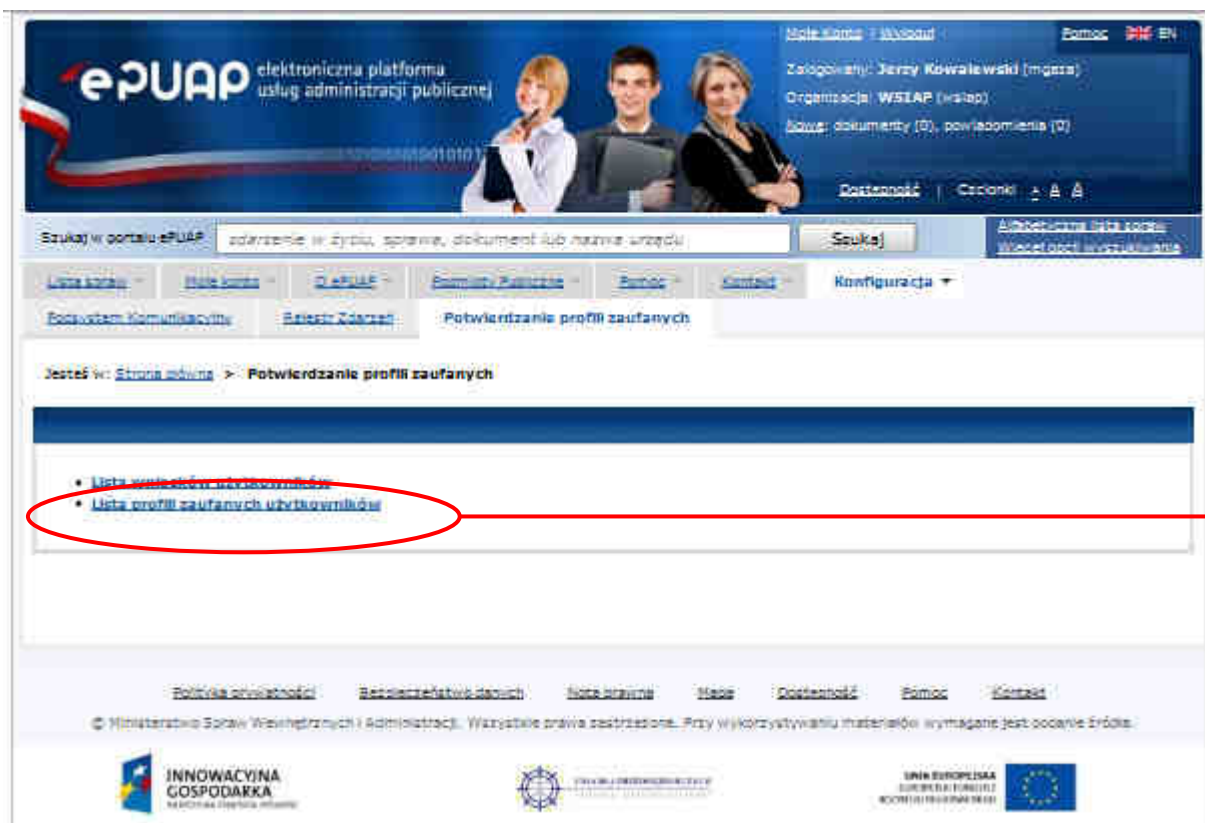 Moje Konto | Wyloguj
Pomoc EN
ePUAP elektroniczna platforma
usług administracji publicznej
Zalogowany: Jerzy Kowalewski (mgasa)
Organizacja: WSIAP (wsiap)
Nowe: dokumenty (0), powiadomienia (0)
Dostępność | Czcionki A A A
Szukaj w portalu ePUAP zdarzenie w życiu, sprawa, dokument lub nazwa urzędu Szukaj
Alfabetyczna lista spraw
Więcej opcji wyszukiwania
Lista spraw Moje konto O ePUAP Podmioty Publiczne Pomoc Kontakt Konfiguracja
Podsystem Komunikacyjny Rejestr Zdarzeń Potwierdzanie profili zaufanych
Jesteś w: Strona główna > Potwierdzanie profili zaufanych
• Lista wniosków użytkowników
• Lista profili zaufanych użytkowników
Polityka prywatności Bezpieczeństwo danych Nota prawna Mapa Dostępność Pomoc Kontakt
© Ministerstwo Spraw Wewnętrznych i Administracji. Wszystkie prawa zastrzeżone. Przy wykorzystywaniu materiałów wymagane jest podanie źródła.
INNOWACYJNA
GOSPODARKA
UNIA EUROPEJSKA